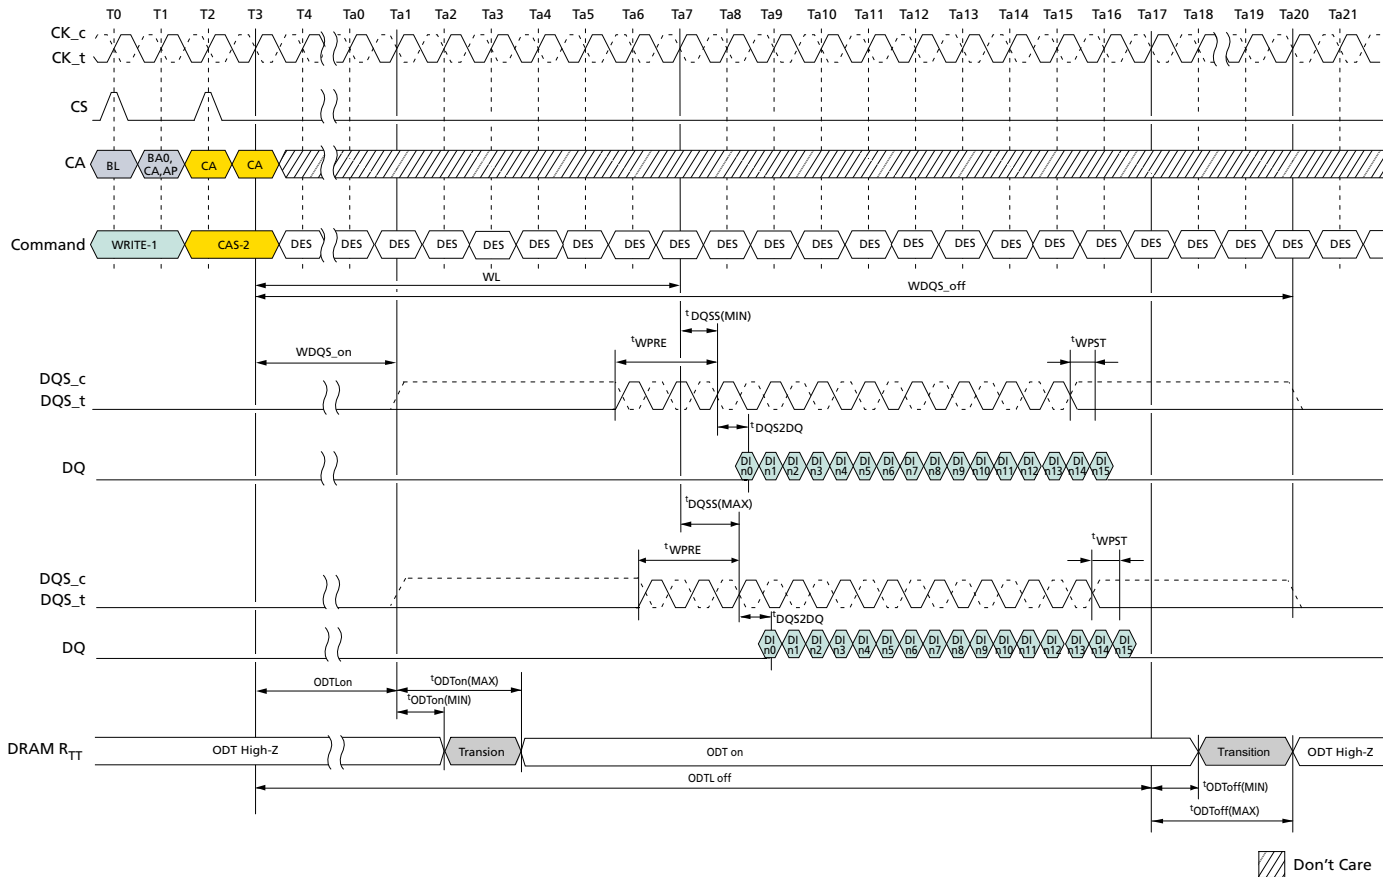 T0 T1 T2 T3 T4 Ta0 Ta1 Ta2 Ta3 Ta4 Ta5 Ta6 Ta7 Ta8 Ta9 Ta10 Ta11 Ta12 Ta13 Ta14 Ta15 Ta16 Ta17 Ta18 Ta19 Ta20 Ta21
CK_c
CK_t
CS
CA BL BA0, CA,AP CA CA
Command WRITE-1 CAS-2 DES DES DES DES DES DES DES DES DES DES DES DES DES DES DES DES DES DES DES DES DES DES DES
WL
WDQS_off
tDQSS(MIN)
WDQS_on tWPRE tWPST
DQS_c
DQS_t
tDQS2DQ
DQ DI n0 DI n1 DI n2 DI n3 DI n4 DI n5 DI n6 DI n7 DI n8 DI n9 DI n10 DI n11 DI n12 DI n13 DI n14 DI n15
tDQSS(MAX)
tWPRE tWPST
DQS_c
DQS_t
tDQS2DQ
DQ DI n0 DI n1 DI n2 DI n3 DI n4 DI n5 DI n6 DI n7 DI n8 DI n9 DI n10 DI n11 DI n12 DI n13 DI n14 DI n15
ODTLon tODTon(MAX)
tODTon(MIN)
DRAM RTT ODT High-Z Transion ODT on Transition ODT High-Z
ODTL off tODToff(MIN)
tODToff(MAX)
Don't Care